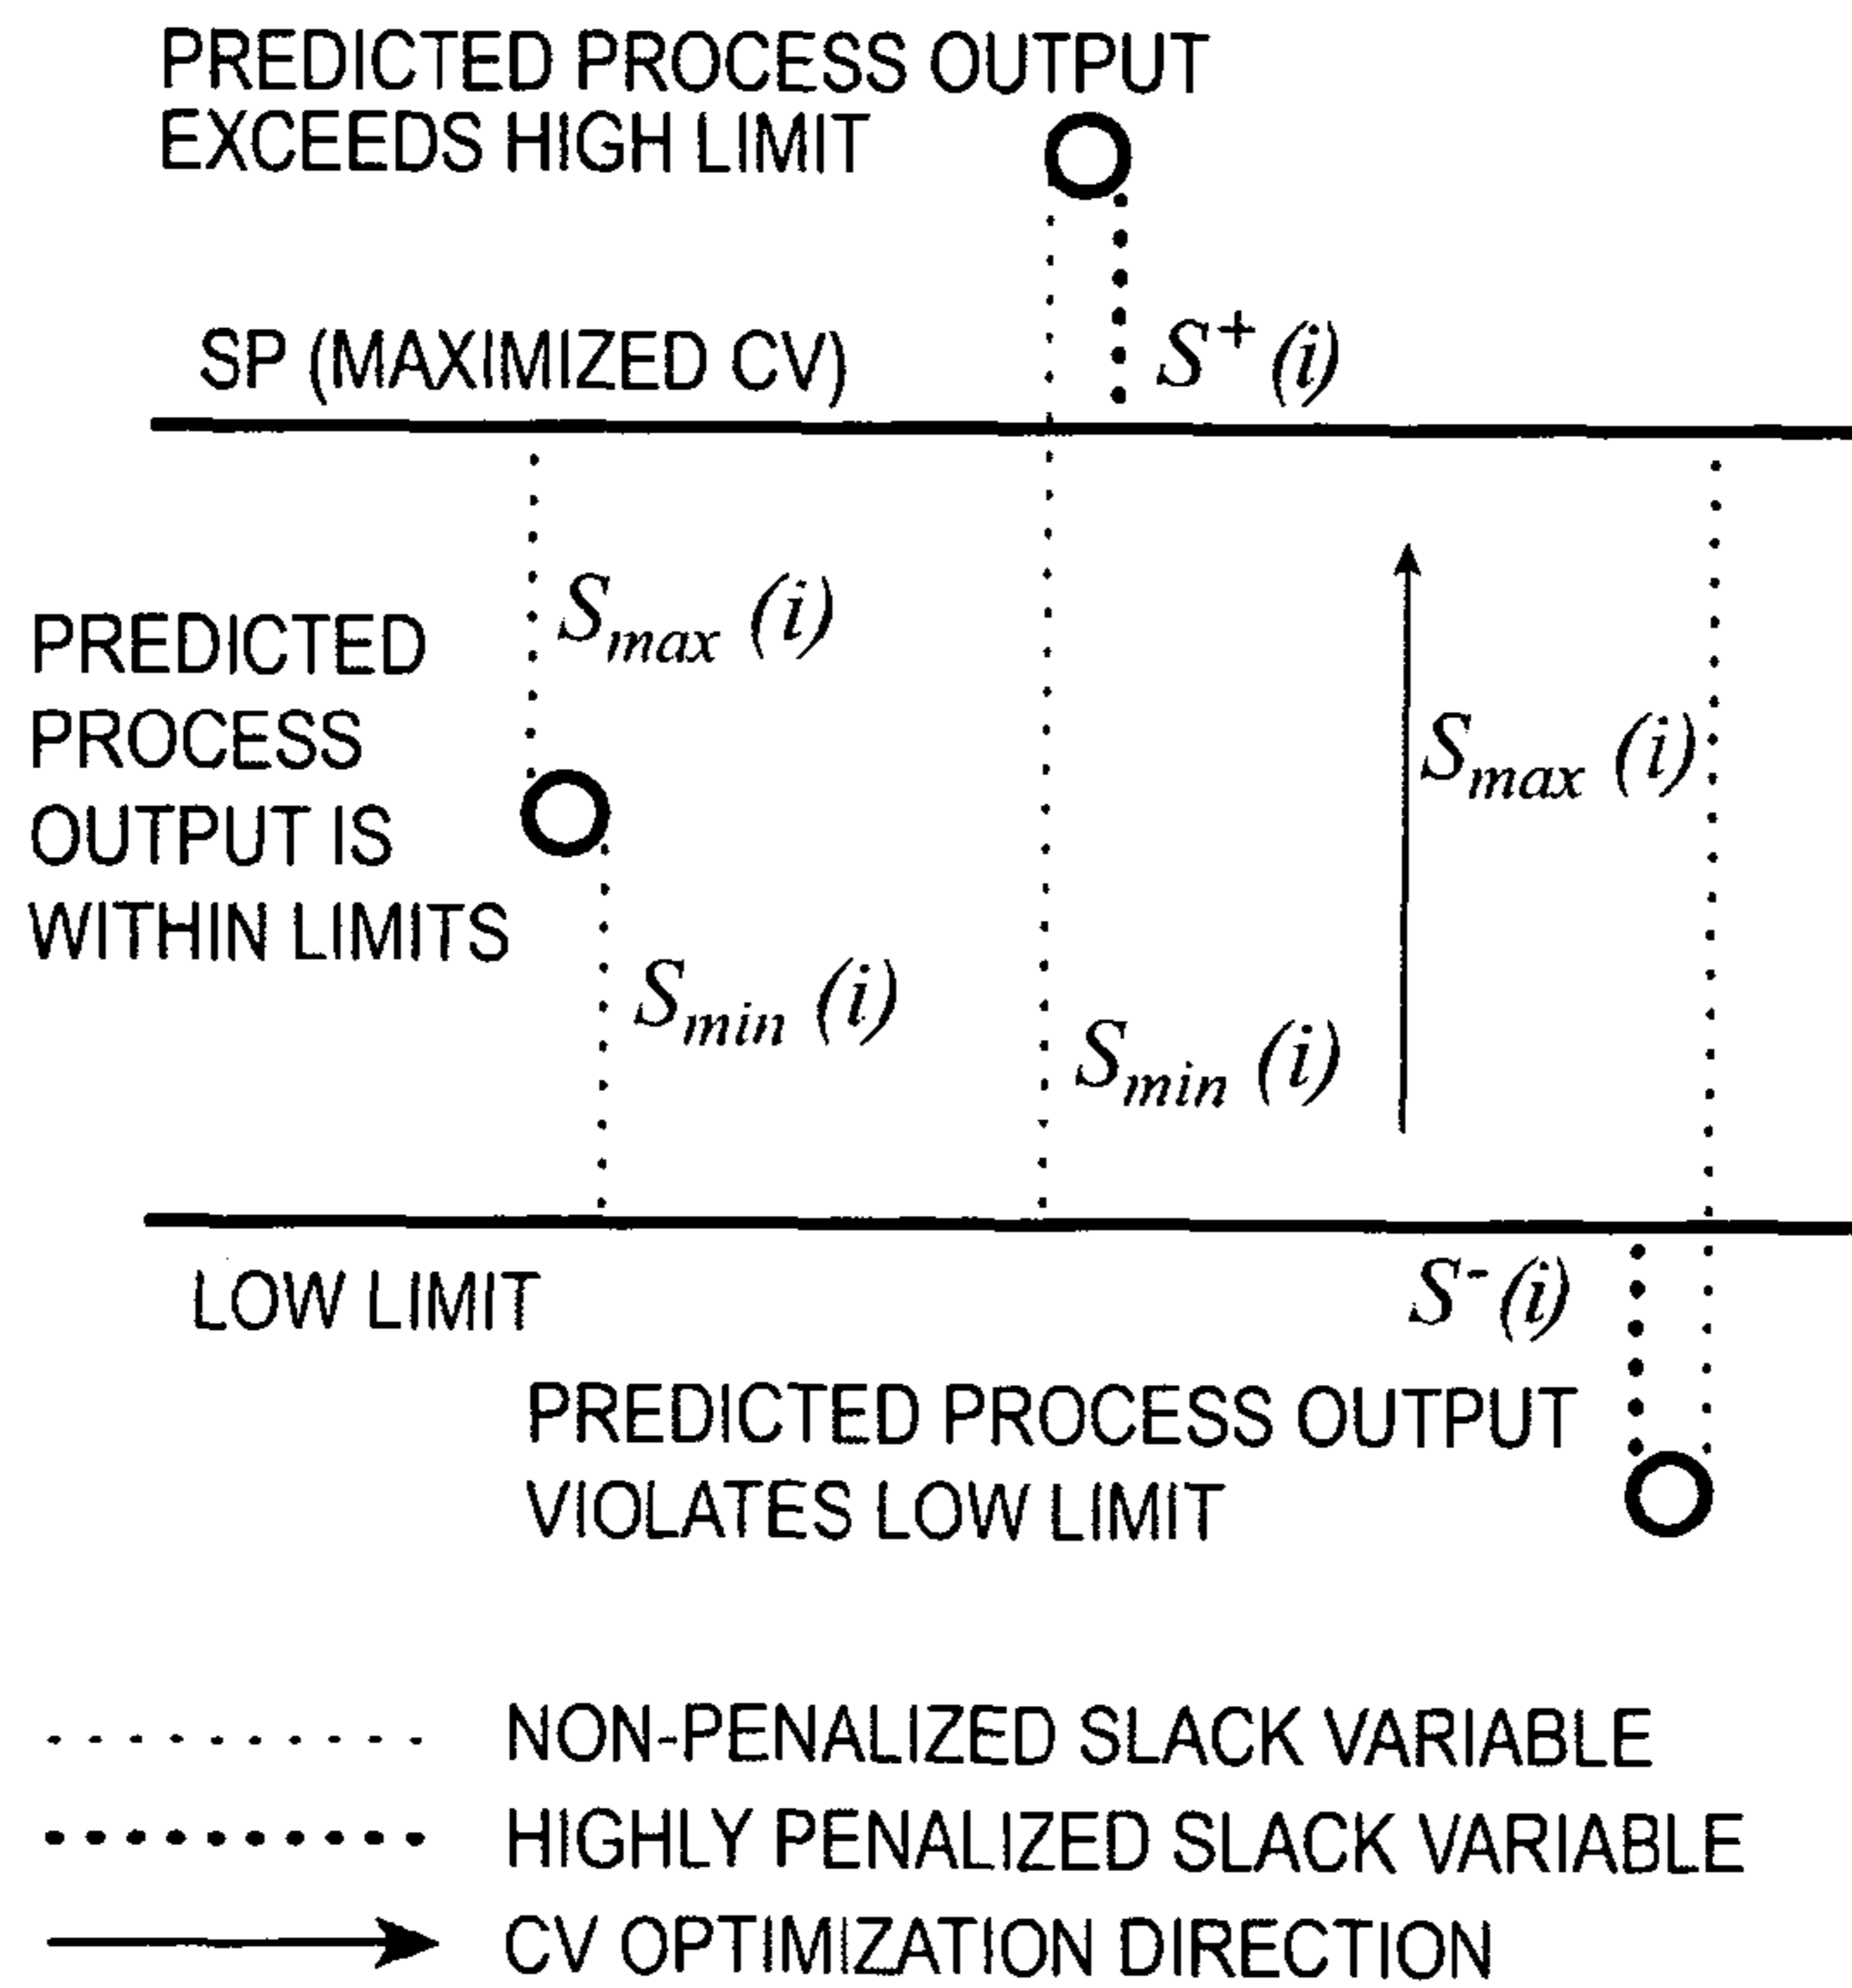 PREDICTED PROCESS OUTPUT
EXCEEDS HIGH LIMIT
SP (MAXIMIZED CV)
S+ (i)
Smax (i)
PREDICTED
PROCESS
OUTPUT IS
WITHIN LIMITS
Smax (i)
Smin (i)
Smin (i)
LOW LIMIT
S- (i)
PREDICTED PROCESS OUTPUT
VIOLATES LOW LIMIT
NON-PENALIZED SLACK VARIABLE
HIGHLY PENALIZED SLACK VARIABLE
CV OPTIMIZATION DIRECTION